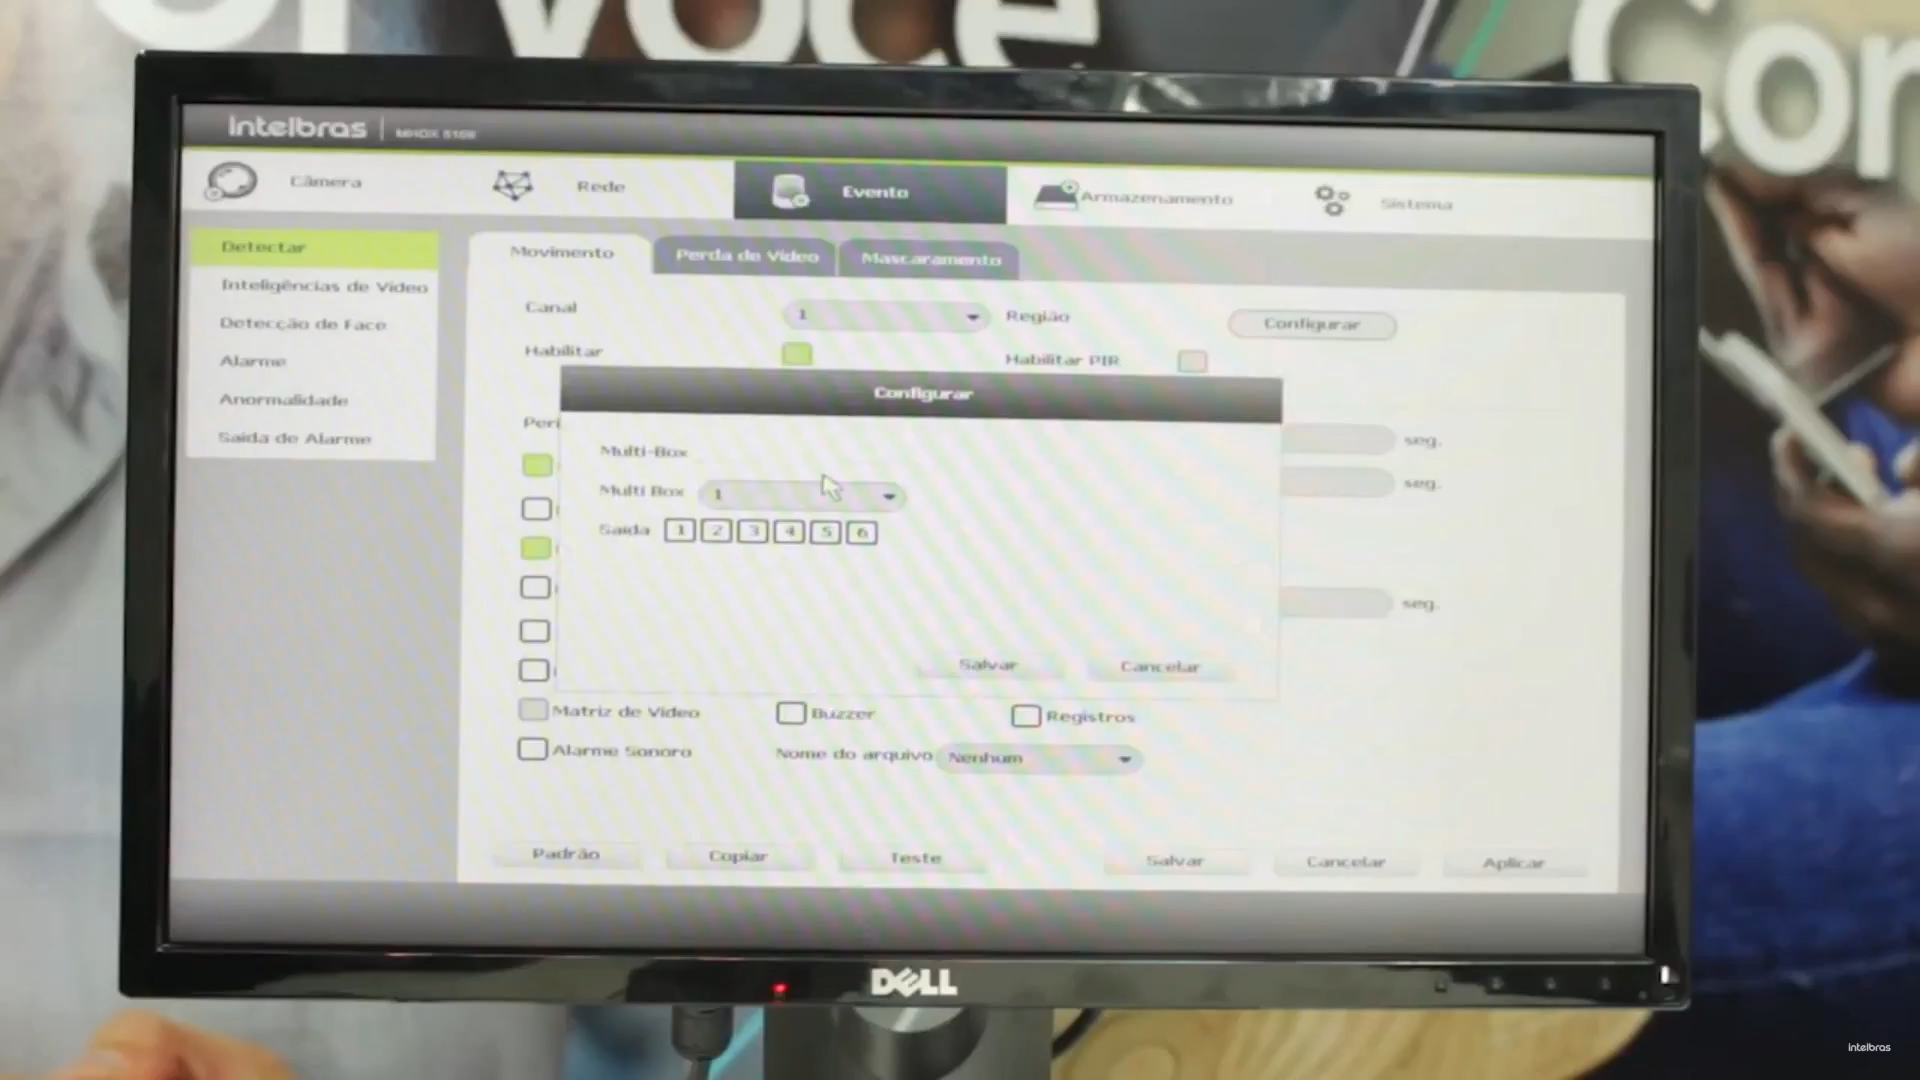 você
Con
intelbras
Câmera
Rede
Evento
Armazenamento
Sistema
Detectar
Inteligências de Vídeo
Detecção de Face
Alarme
Anormalidade
Saída de Alarme
Movimento
Perda de Vídeo
Mascaramento
Canal 1 Região Configurar
Habilitar Habilitar PIR
Configurar
Perí
seg.
seg.
Multi-Box
Multi Box 1
Saída 1 2 3 4 5 6
seg.
Salvar Cancelar
Matriz de Vídeo Buzzer Registros
Alarme Sonoro Nome do arquivo Nenhum
Padrão Copiar Teste Salvar Cancelar Aplicar
DELL
intelbras